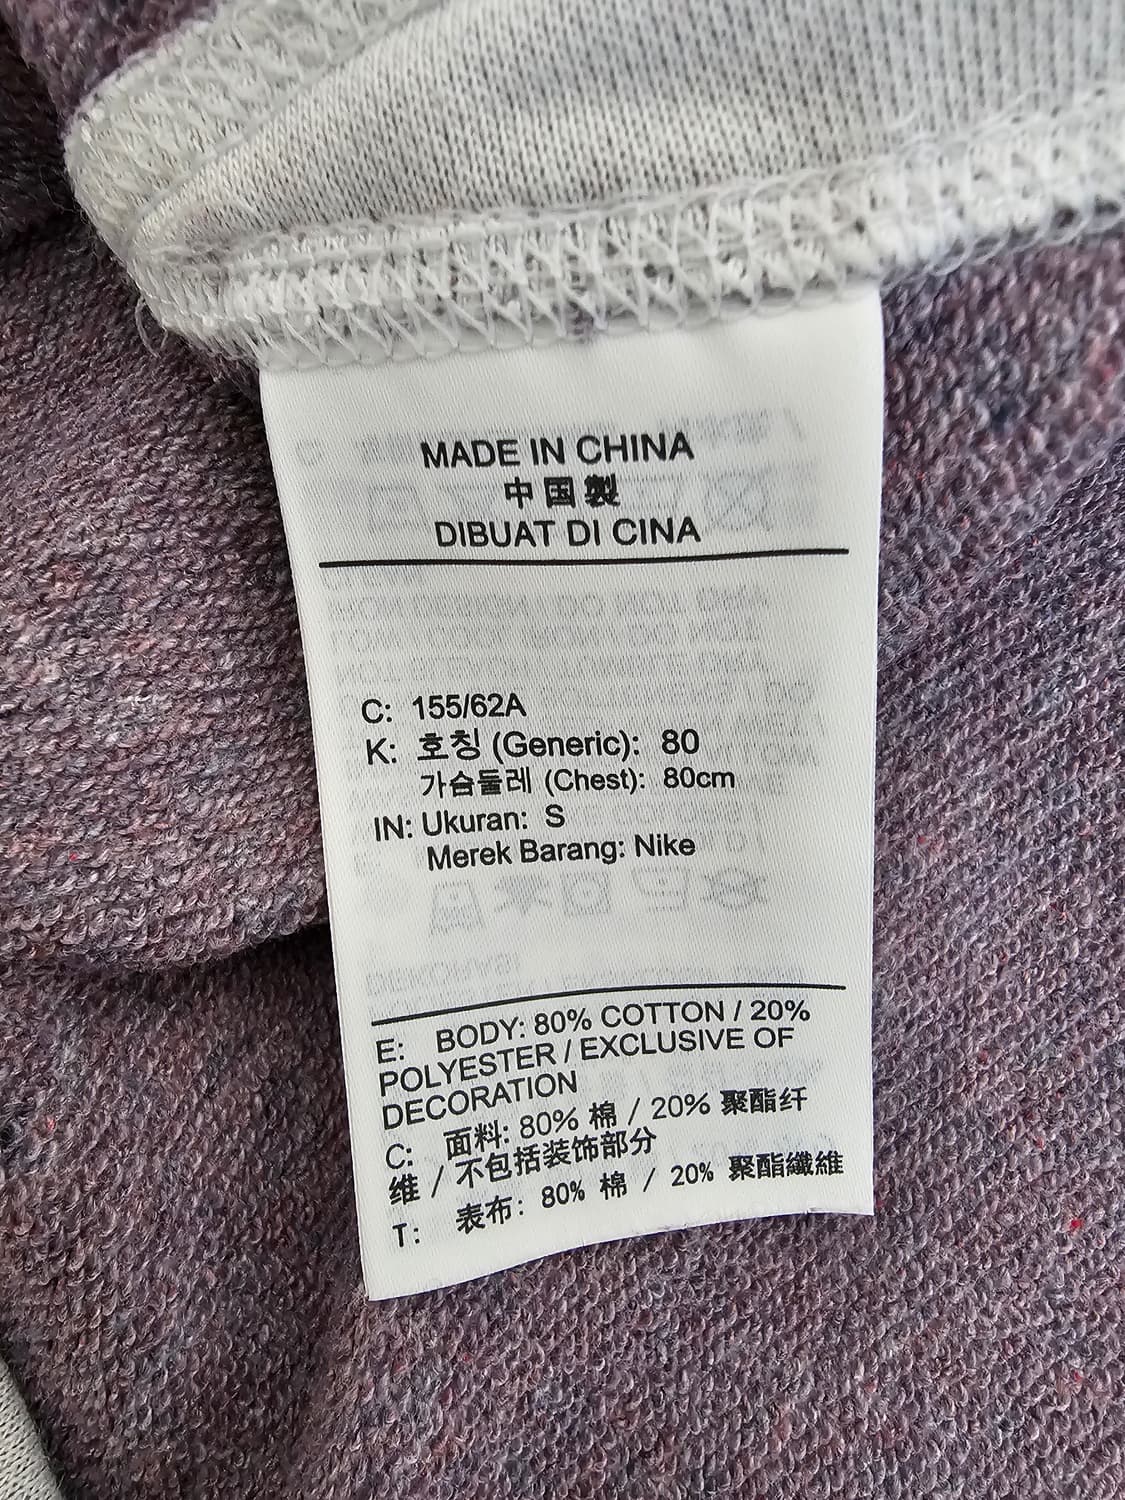 MADE IN CHINA
中国製
DIBUAT DI CINA
C: 155/62A
K: 호칭 (Generic): 80
가슴둘레 (Chest): 80cm
IN: Ukuran: S
Merek Barang: Nike
E: BODY: 80% COTTON / 20%
POLYESTER / EXCLUSIVE OF
DECORATION
C: 面料: 80% 棉 / 20% 聚酯纤
维 / 不包括装饰部分
T: 表布: 80% 棉 / 20% 聚酯纖維